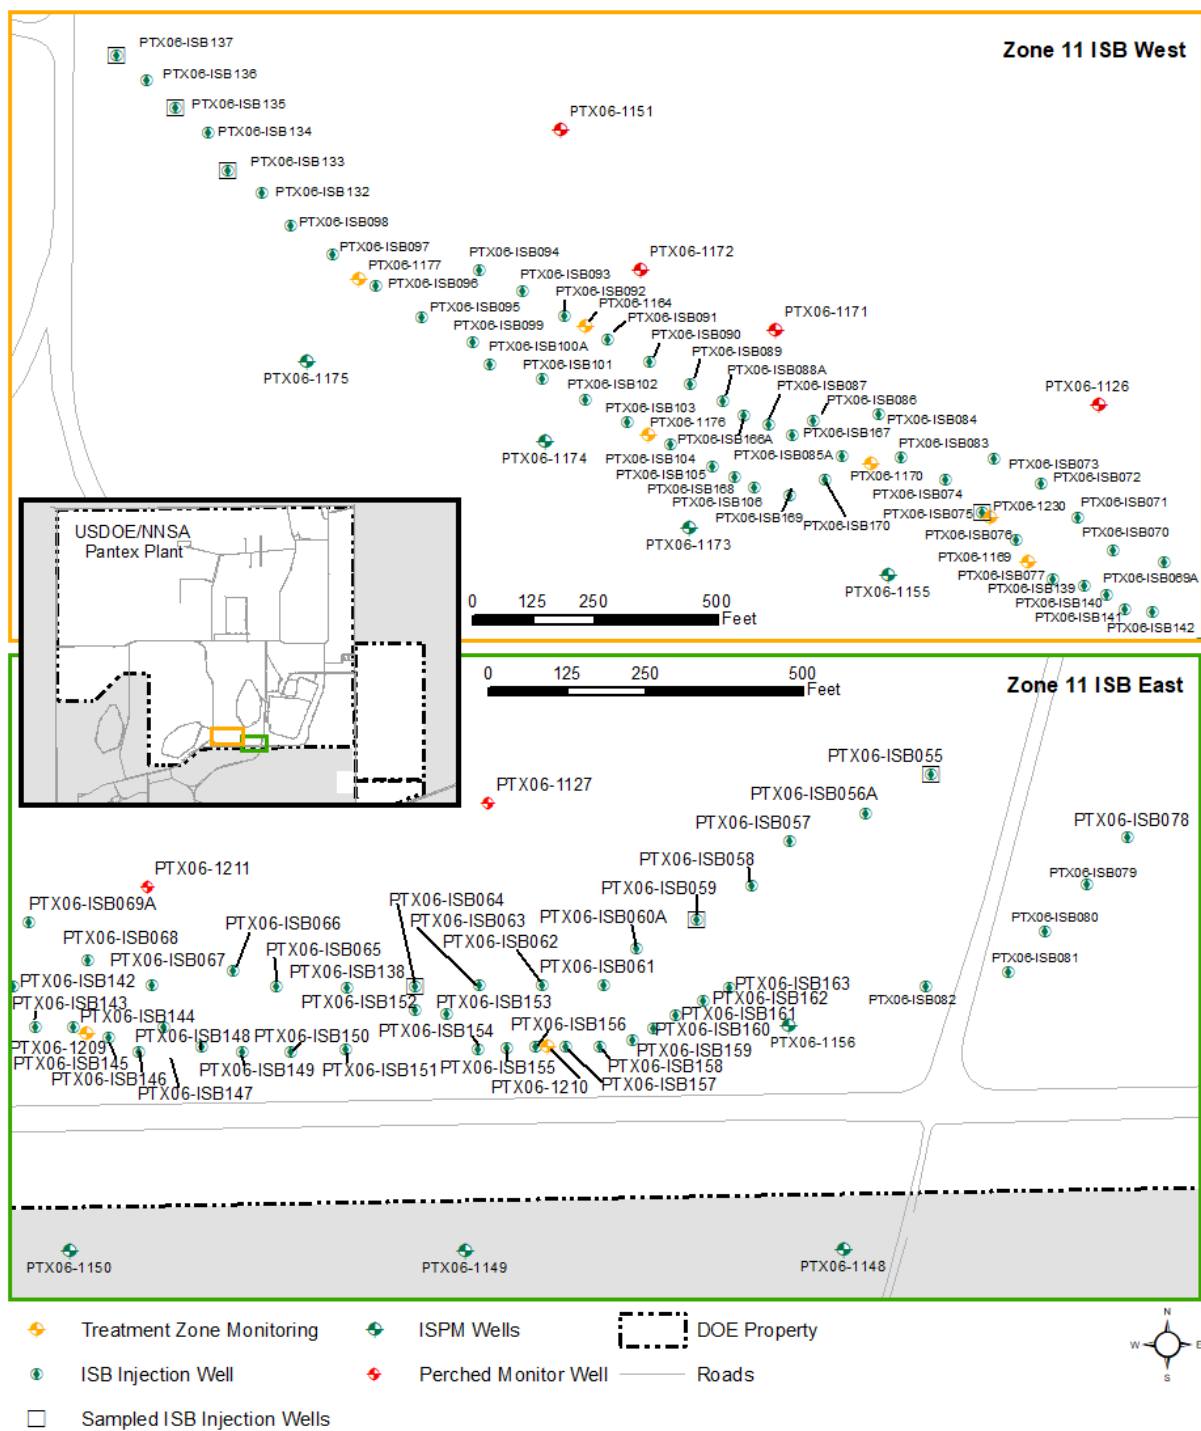 Zone 11 ISB West
PTX06-ISB137
PTX06-ISB136
PTX06-ISB135
PTX06-1151
PTX06-ISB134
PTX06-ISB133
PTX06-ISB132
PTX06-ISB098
PTX06-ISB097
PTX06-ISB094
PTX06-1172
PTX06-1177
PTX06-ISB093
PTX06-ISB096
PTX06-ISB092
PTX06-1164
PTX06-ISB095
PTX06-ISB091
PTX06-1171
PTX06-ISB099
PTX06-ISB090
PTX06-ISB100A
PTX06-ISB089
PTX06-ISB101
PTX06-ISB088A
PTX06-1175
PTX06-ISB102
PTX06-ISB087
PTX06-1126
PTX06-ISB086
PTX06-ISB103
PTX06-1176
PTX06-ISB084
PTX06-ISB166A
PTX06-ISB167
PTX06-ISB083
PTX06-1174
PTX06-ISB104
PTX06-ISB085A
PTX06-ISB073
PTX06-ISB105
PTX06-1170
PTX06-ISB072
PTX06-ISB168
PTX06-ISB074
PTX06-ISB106
PTX06-ISB071
PTX06-ISB169
PTX06-ISB075
PTX06-1230
PTX06-ISB170
PTX06-ISB076
PTX06-ISB070
PTX06-1173
PTX06-1169
PTX06-ISB077
PTX06-ISB069A
PTX06-ISB139
PTX06-1155
PTX06-ISB140
PTX06-ISB141
PTX06-ISB142
0 125 250 500
Feet
USDOE/NNSA
Pantex Plant
0 125 250 500
Feet
Zone 11 ISB East
PTX06-ISB055
PTX06-1127
PTX06-ISB056A
PTX06-ISB057
PTX06-ISB078
PTX06-ISB058
PTX06-1211
PTX06-ISB079
PTX06-ISB059
PTX06-ISB064
PTX06-ISB069A
PTX06-ISB063
PTX06-ISB060A
PTX06-ISB066
PTX06-ISB080
PTX06-ISB068
PTX06-ISB062
PTX06-ISB065
PTX06-ISB067
PTX06-ISB061
PTX06-ISB081
PTX06-ISB138
PTX06-ISB142
PTX06-ISB163
PTX06-ISB082
PTX06-ISB143
PTX06-ISB152
PTX06-ISB153
PTX06-ISB162
PTX06-ISB144
PTX06-ISB161
PTX06-ISB156
PTX06-ISB160
PTX06-ISB154
PTX06-1156
PTX06-ISB148
PTX06-ISB150
PTX06-1209
PTX06-ISB159
PTX06-ISB145
PTX06-ISB149
PTX06-ISB151
PTX06-ISB155
PTX06-ISB158
PTX06-ISB146
PTX06-1210
PTX06-ISB157
PTX06-ISB147
PTX06-1150
PTX06-1149
PTX06-1148
Treatment Zone Monitoring
ISPM Wells
DOE Property
ISB Injection Well
Perched Monitor Well
Roads
Sampled ISB Injection Wells
N
W
E
S